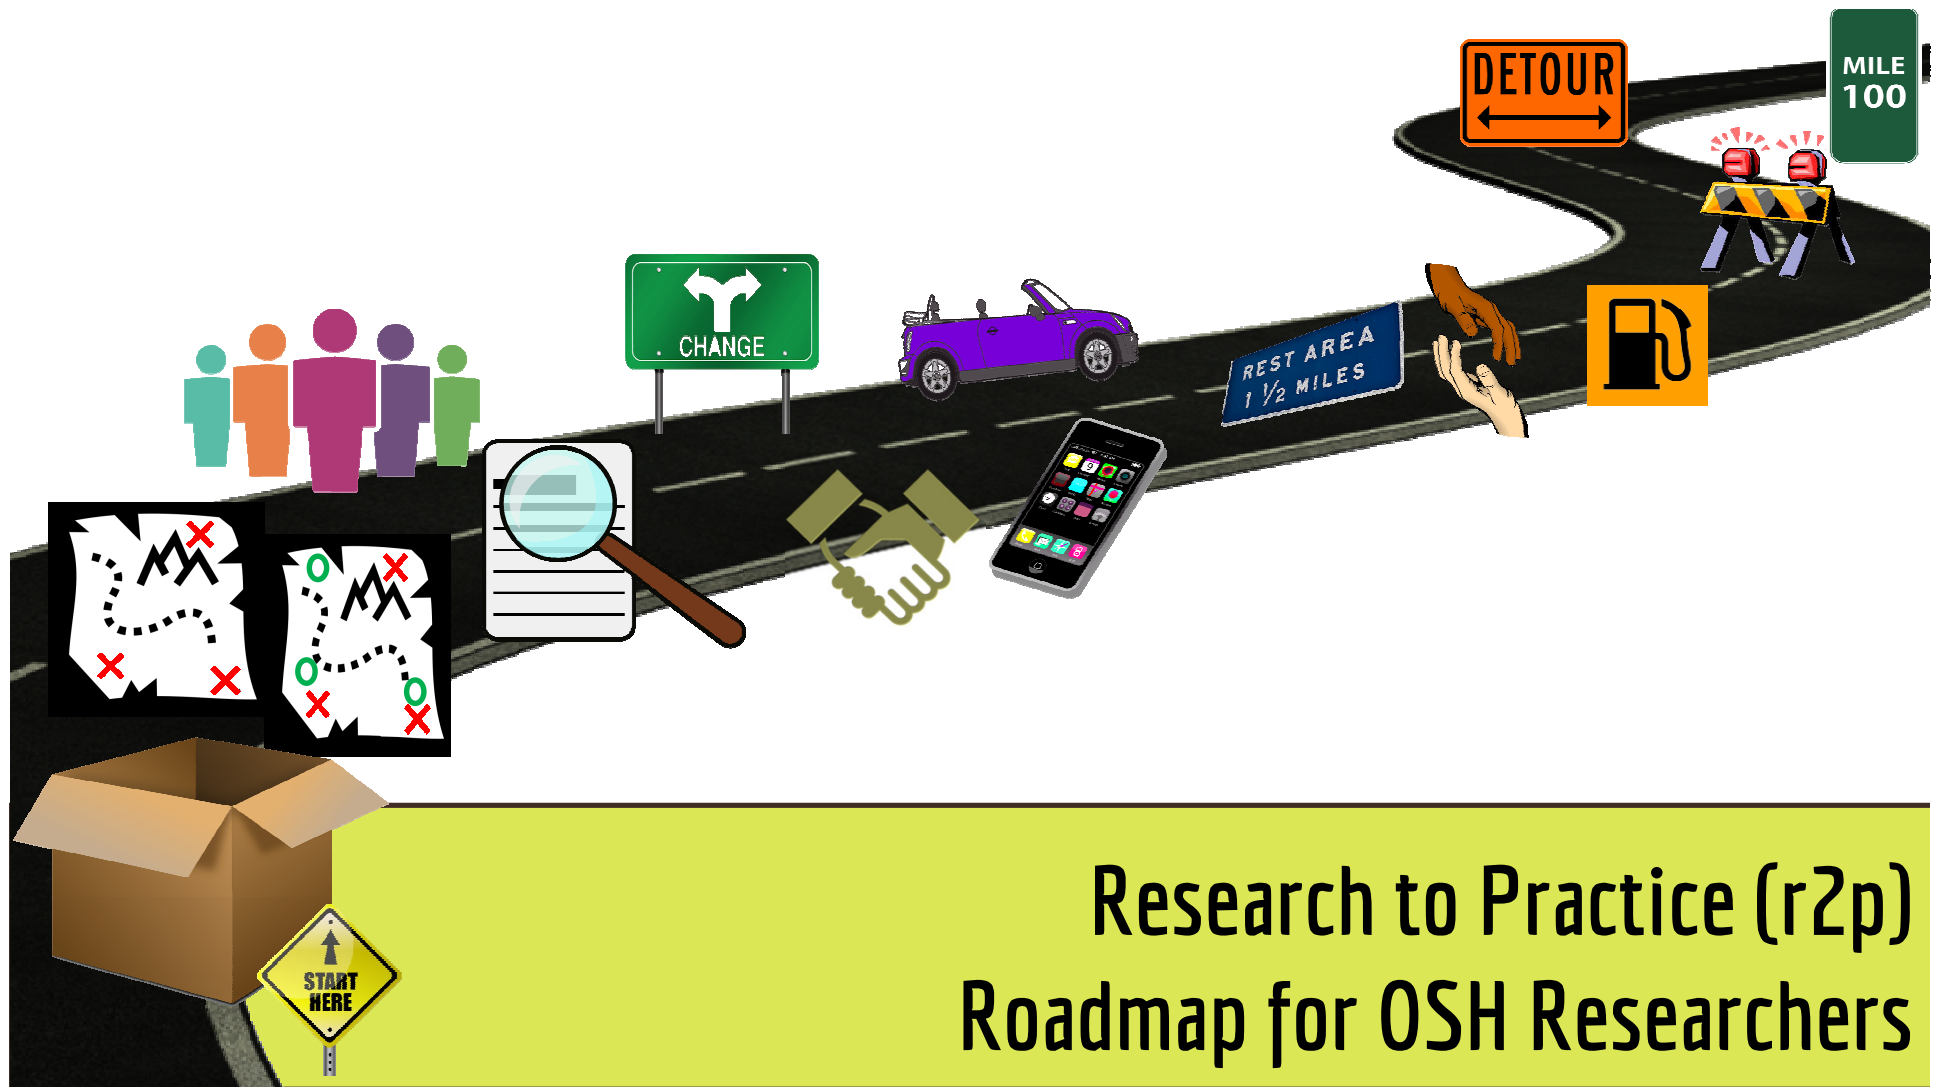 DETOUR
MILE
100
CHANGE
REST AREA
1 1/2 MILES
START
HERE
Research to Practice (r2p)
Roadmap for OSH Researchers